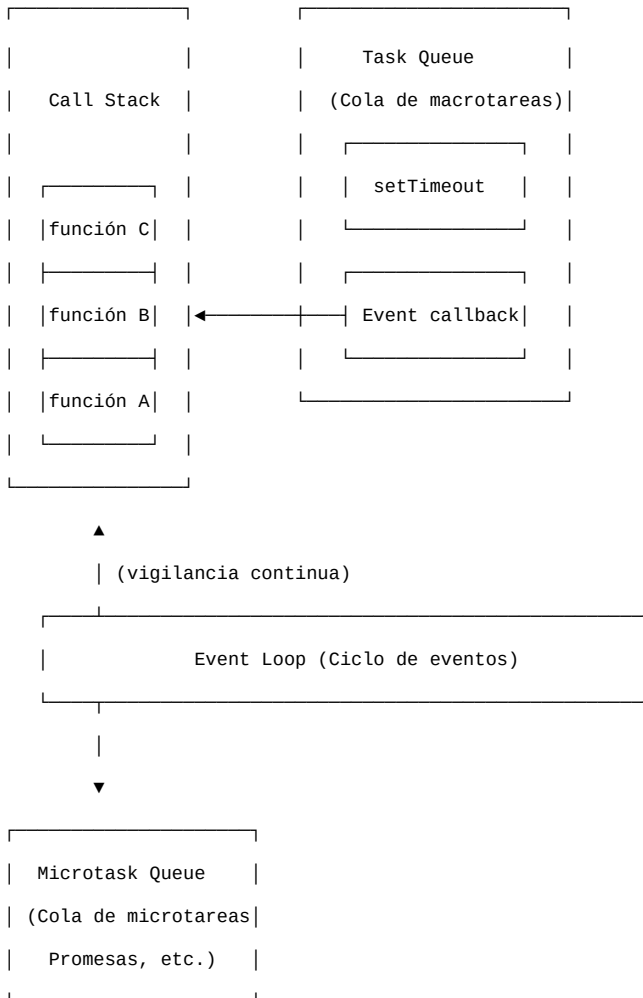 Task Queue
Call Stack
(Cola de macrotareas)
setTimeout
función C
función B
Event callback
función A
(vigilancia continua)
Event Loop (Ciclo de eventos)
Microtask Queue
(Cola de microtareas
Promesas, etc.)